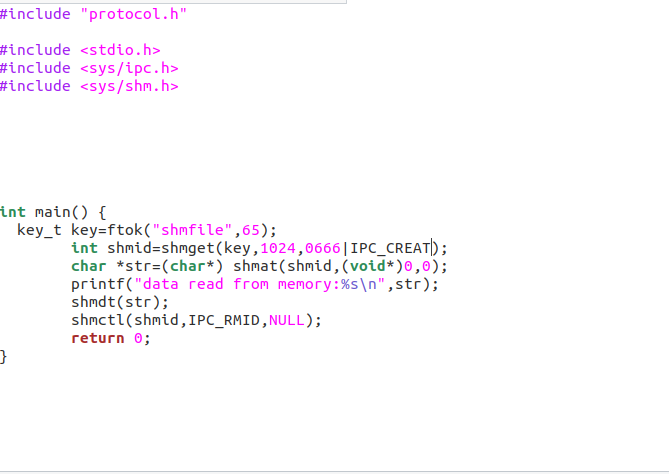 #include "protocol.h"
#include <stdio.h>
#include <sys/ipc.h>
#include <sys/shm.h>
int main() {
key_t key=ftok("shmfile",65);
int shmid=shmget(key,1024,0666|IPC_CREAT);
char *str=(char*) shmat(shmid,(void*)0,0);
printf("data read from memory:%s\n",str);
shmdt(str);
shmctl(shmid,IPC_RMID,NULL);
return 0;
}